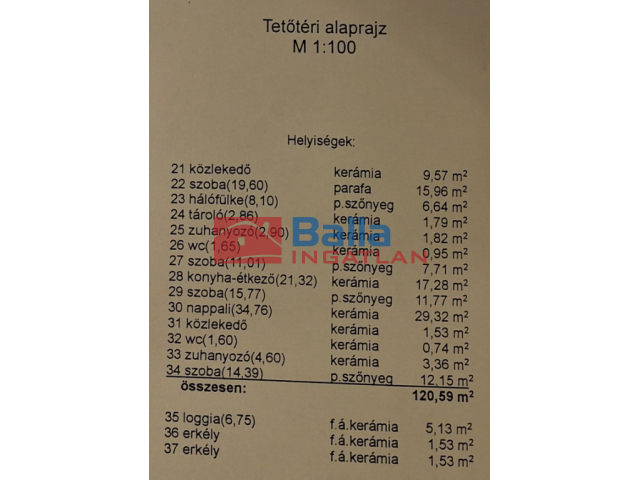 Tetőtéri alaprajz
M 1:100
Helyiségek:
21 közlekedő kerámia 9,57 m²
22 szoba(19,60) parafa 15,96 m²
23 hálófülke(8,10) p.szőnyeg 6,64 m²
24 tároló(2,86) kerámia 1,79 m²
25 zuhanyozó(2,90) kerámia 1,82 m²
26 wc(1,65) kerámia 0,95 m²
27 szoba(11,01) p.szőnyeg 7,71 m²
28 konyha-étkező(21,32) kerámia 17,28 m²
29 szoba(15,77) p.szőnyeg 11,77 m²
30 nappali(34,76) kerámia 29,32 m²
31 közlekedő kerámia 1,53 m²
32 wc(1,60) kerámia 0,74 m²
33 zuhanyozó(4,60) kerámia 3,36 m²
34 szoba(14,39) p.szőnyeg 12,15 m²
összesen: 120,59 m²
35 loggia(6,75) f.á.kerámia 5,13 m²
36 erkély f.á.kerámia 1,53 m²
37 erkély f.á.kerámia 1,53 m²
Balla
INGATLAN